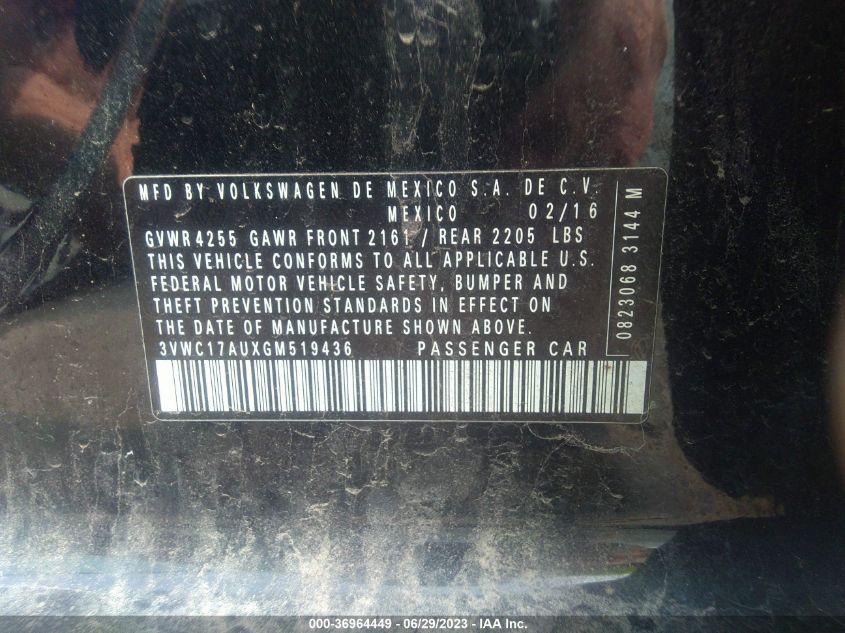 MFD BY VOLKSWAGEN DE MEXICO S.A. DE C.V.
MEXICO 02/16
GVWR4255 GAWR FRONT 2161 / REAR 2205 LBS
THIS VEHICLE CONFORMS TO ALL APPLICABLE U.S.
FEDERAL MOTOR VEHICLE SAFETY, BUMPER AND
THEFT PREVENTION STANDARDS IN EFFECT ON
THE DATE OF MANUFACTURE SHOWN ABOVE.
3VWC17AUXGM519436 PASSENGER CAR
0823068 3144 M
000-36964449 - 06/29/2023 - IAA Inc.